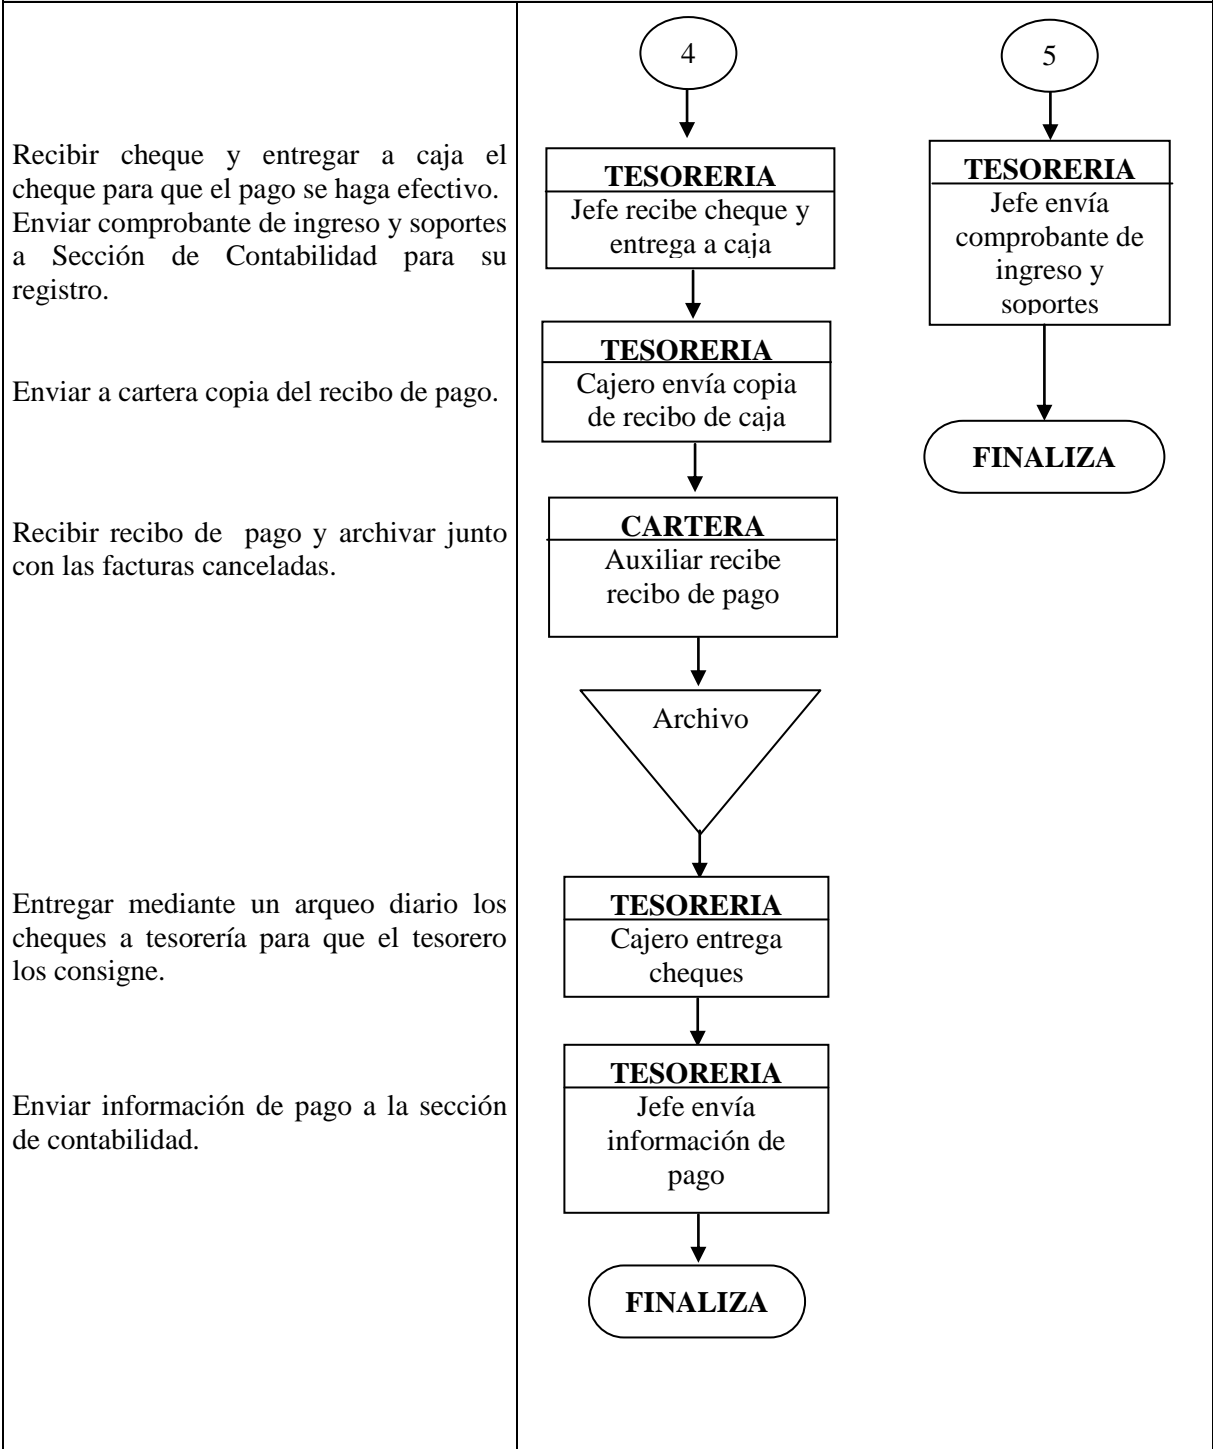 Recibir cheque y entregar a caja el
cheque para que el pago se haga efectivo.
Enviar comprobante de ingreso y soportes
a Sección de Contabilidad para su
registro.
Enviar a cartera copia del recibo de pago.
Recibir recibo de pago y archivar junto
con las facturas canceladas.
Entregar mediante un arqueo diario los
cheques a tesorería para que el tesorero
los consigne.
Enviar información de pago a la sección
de contabilidad.
4
TESORERIA
Jefe recibe cheque y
entrega a caja
TESORERIA
Cajero envía copia
de recibo de caja
CARTERA
Auxiliar recibe
recibo de pago
Archivo
TESORERIA
Cajero entrega
cheques
TESORERIA
Jefe envía
información de
pago
FINALIZA
5
TESORERIA
Jefe envía
comprobante de
ingreso y
soportes
FINALIZA